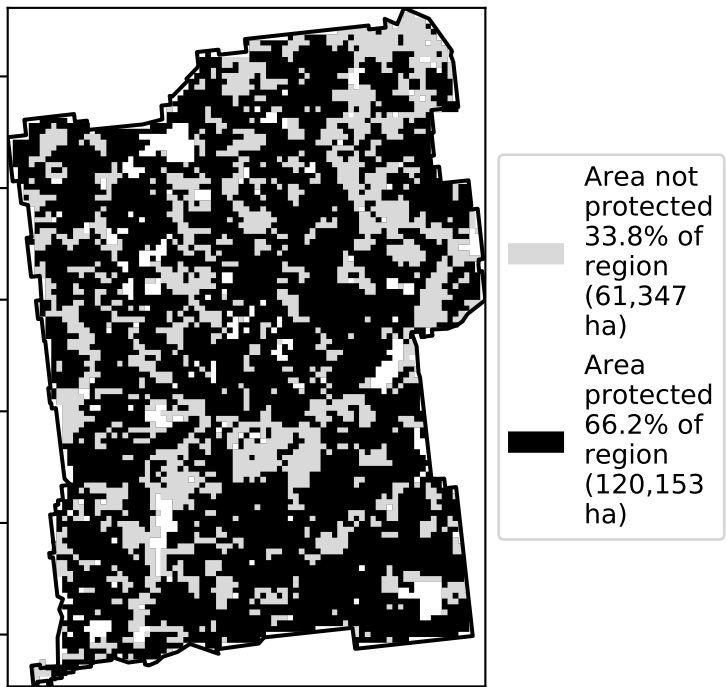 Area not
protected
33.8% of
region
(61,347
ha)
Area
protected
66.2% of
region
(120,153
ha)